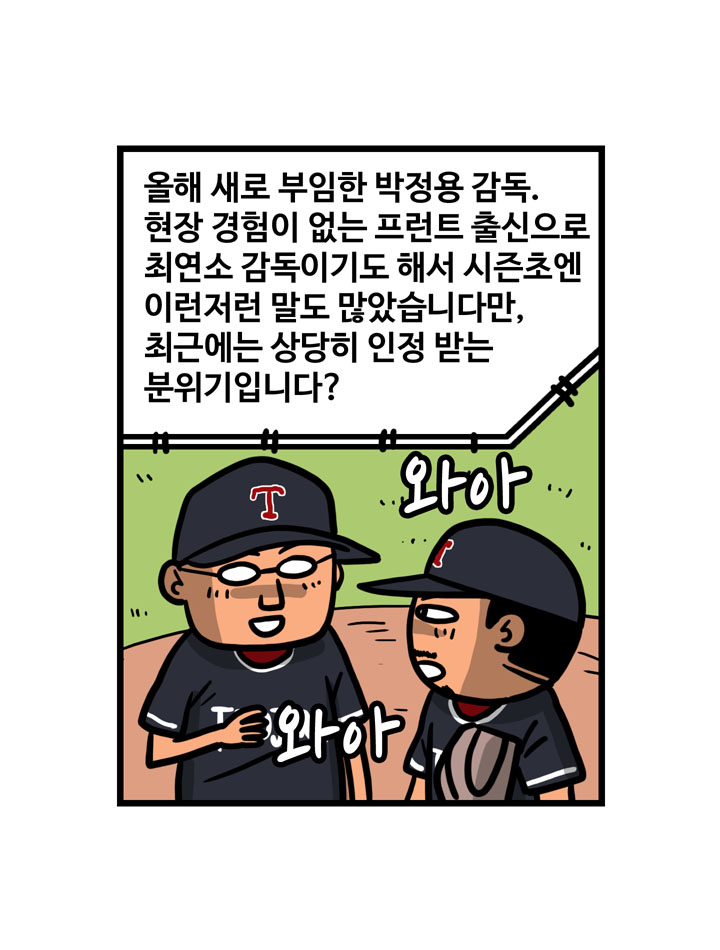 올해 새로 부임한 박정용 감독.
현장 경험이 없는 프런트 출신으로
최연소 감독이기도 해서 시즌초엔
이런저런 말도 많았습니다만,
최근에는 상당히 인정 받는
분위기입니다?
와아
T
T
와아